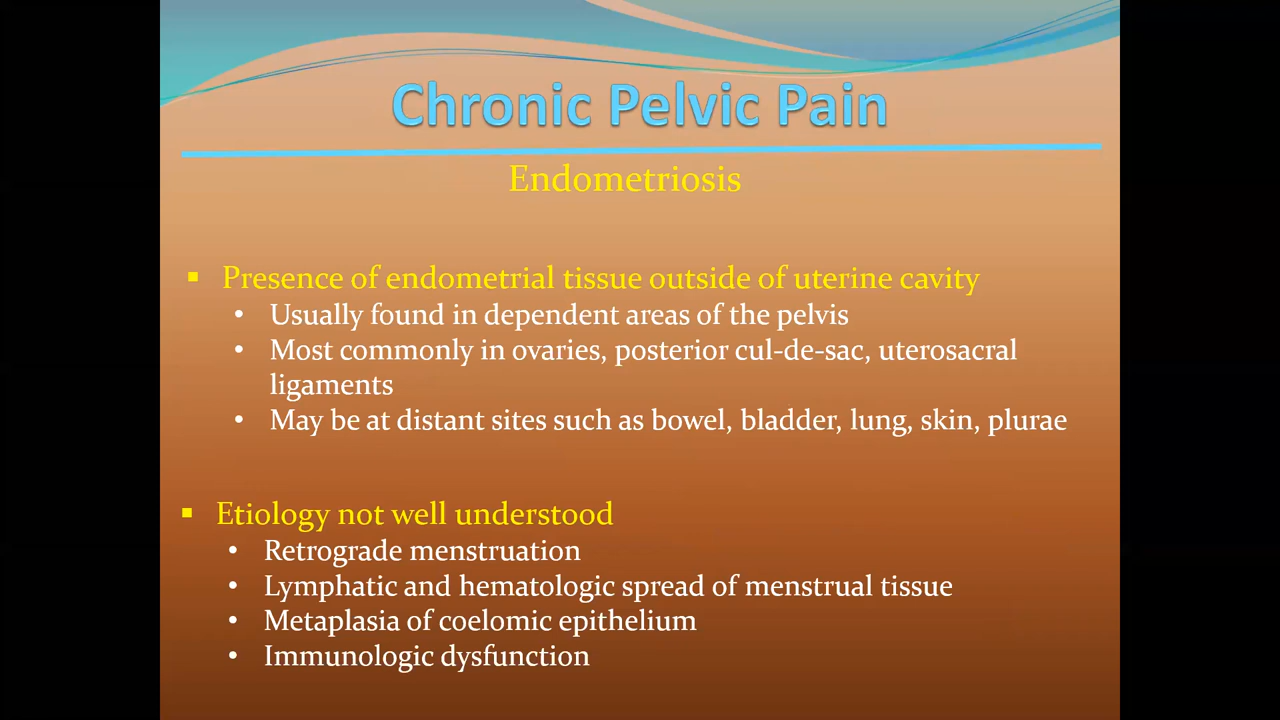 Chronic Pelvic Pain
Endometriosis
▪ Presence of endometrial tissue outside of uterine cavity
• Usually found in dependent areas of the pelvis
• Most commonly in ovaries, posterior cul-de-sac, uterosacral
ligaments
• May be at distant sites such as bowel, bladder, lung, skin, plurae
▪ Etiology not well understood
• Retrograde menstruation
• Lymphatic and hematologic spread of menstrual tissue
• Metaplasia of coelomic epithelium
• Immunologic dysfunction